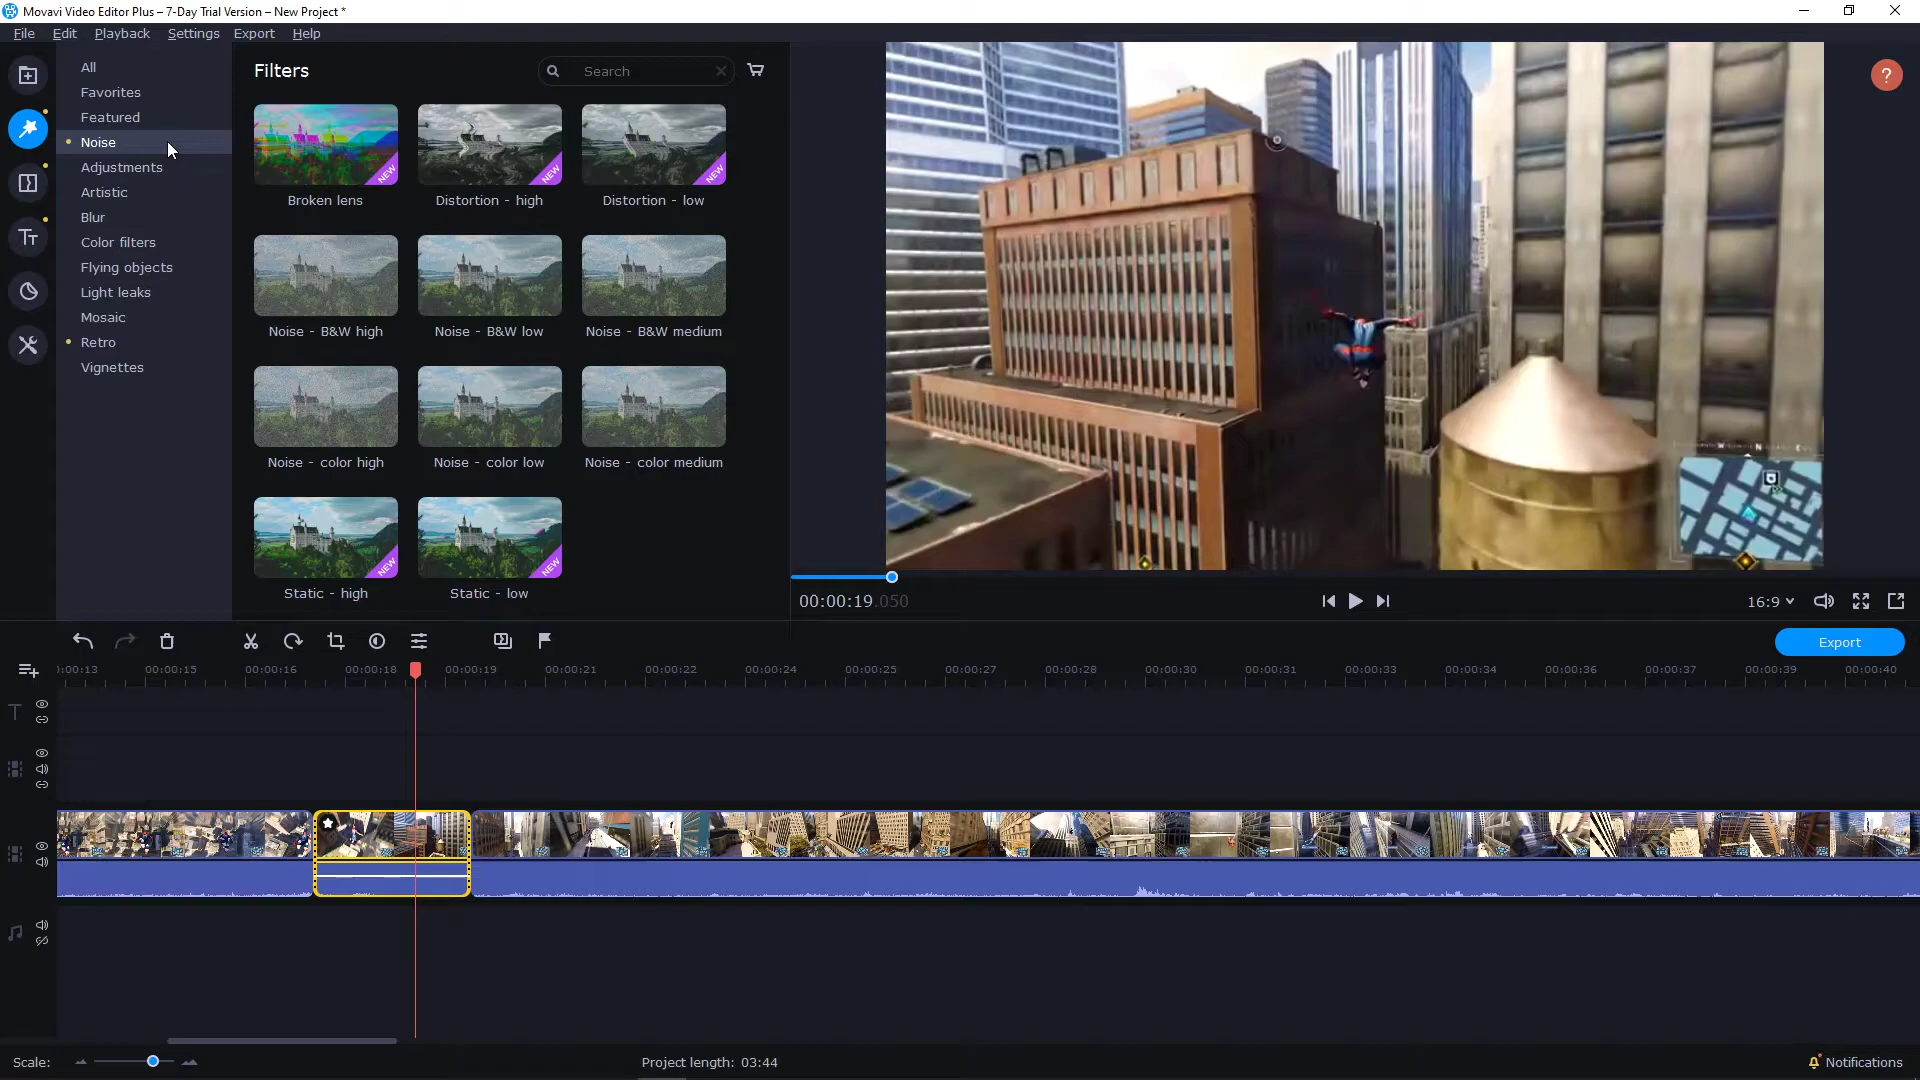 Movavi Video Editor Plus – 7-Day Trial Version – New Project *
File Edit Playback Settings Export Help
All
Favorites
Featured
Noise
Adjustments
Artistic
Blur
Color filters
Flying objects
Light leaks
Mosaic
Retro
Vignettes
Filters
Search
NEW NEW NEW
Broken lens Distortion - high Distortion - low
Noise - B&W high Noise - B&W low Noise - B&W medium
Noise - color high Noise - color low Noise - color medium
NEW NEW
Static - high Static - low
?
00:00:19.050
16:9
Export
00:00:13 00:00:15 00:00:16 00:00:18 00:00:19 00:00:21 00:00:22 00:00:24 00:00:25 00:00:27 00:00:28 00:00:30 00:00:31 00:00:33 00:00:34 00:00:36 00:00:37 00:00:39 00:00:40
Scale:
Project length: 03:44
Notifications